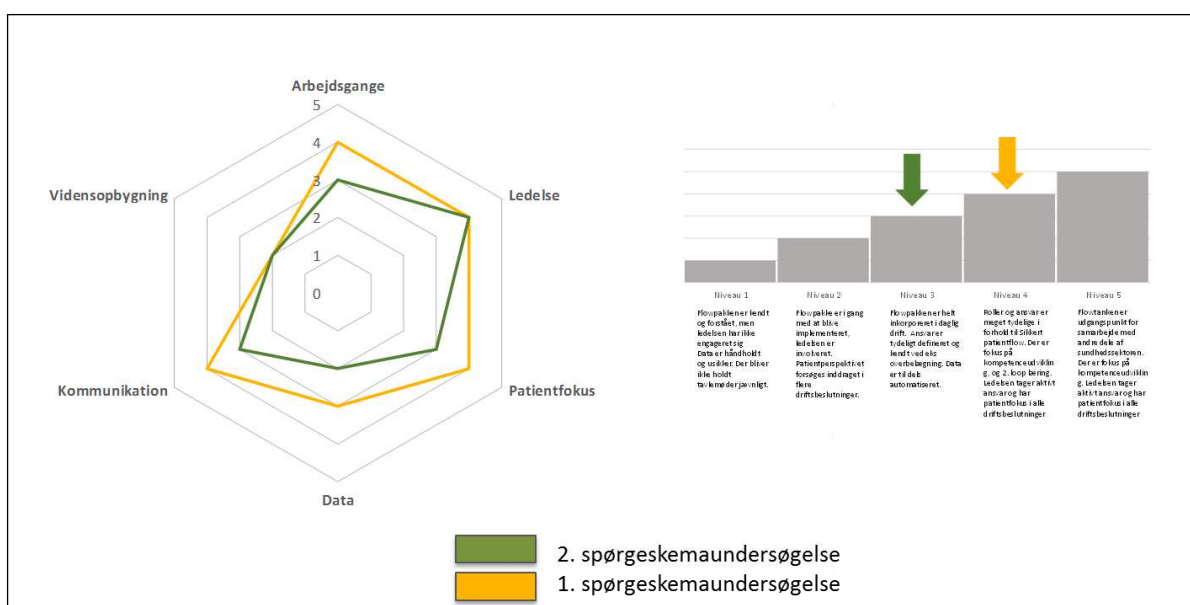 Arbejdsgange
5
4
3
2
1
0
Vidensopbygning
Ledelse
Kommunikation
Patientfokus
Data
Niveau 1
Niveau 2
Niveau 3
Niveau 4
Niveau 5
Flowpakken er kendt
og forstået, men
ledelsen har ikke
engageret sig
Data er håndholdt
og usikker. Der bliver
ikke holdt
tavlemøder jævnligt.
Flowpakke er i gang
med at blive
implementeret,
ledelsen er
involveret.
Patientperspektivet
forsøges inddraget i
flere
driftsbeslutninger.
Flowpakken er helt
inkorporeret i daglig
drift. Ansvar er
tydeligt defineret og
kendt ved eks
overbelægning. Data
er til dels
automatiseret.
Roller og ansvar er
meget tydelige i
forhold til Sikkert
patientflow. Der er
fokus på
kompetenceudviklin
g, og 2. loop læring.
Ledelsen tager aktivt
ansvar og har
patientfokus i alle
driftsbeslutninger
Flowtanken er
udgangspunkt for
samarbejde med
andre dele af
sundhedssektoren.
Der er fokus på
kompetenceudviklin
g. Ledelsen tager
aktivt ansvar og har
patientfokus i alle
driftsbeslutninger
2. spørgeskemaundersøgelse
1. spørgeskemaundersøgelse